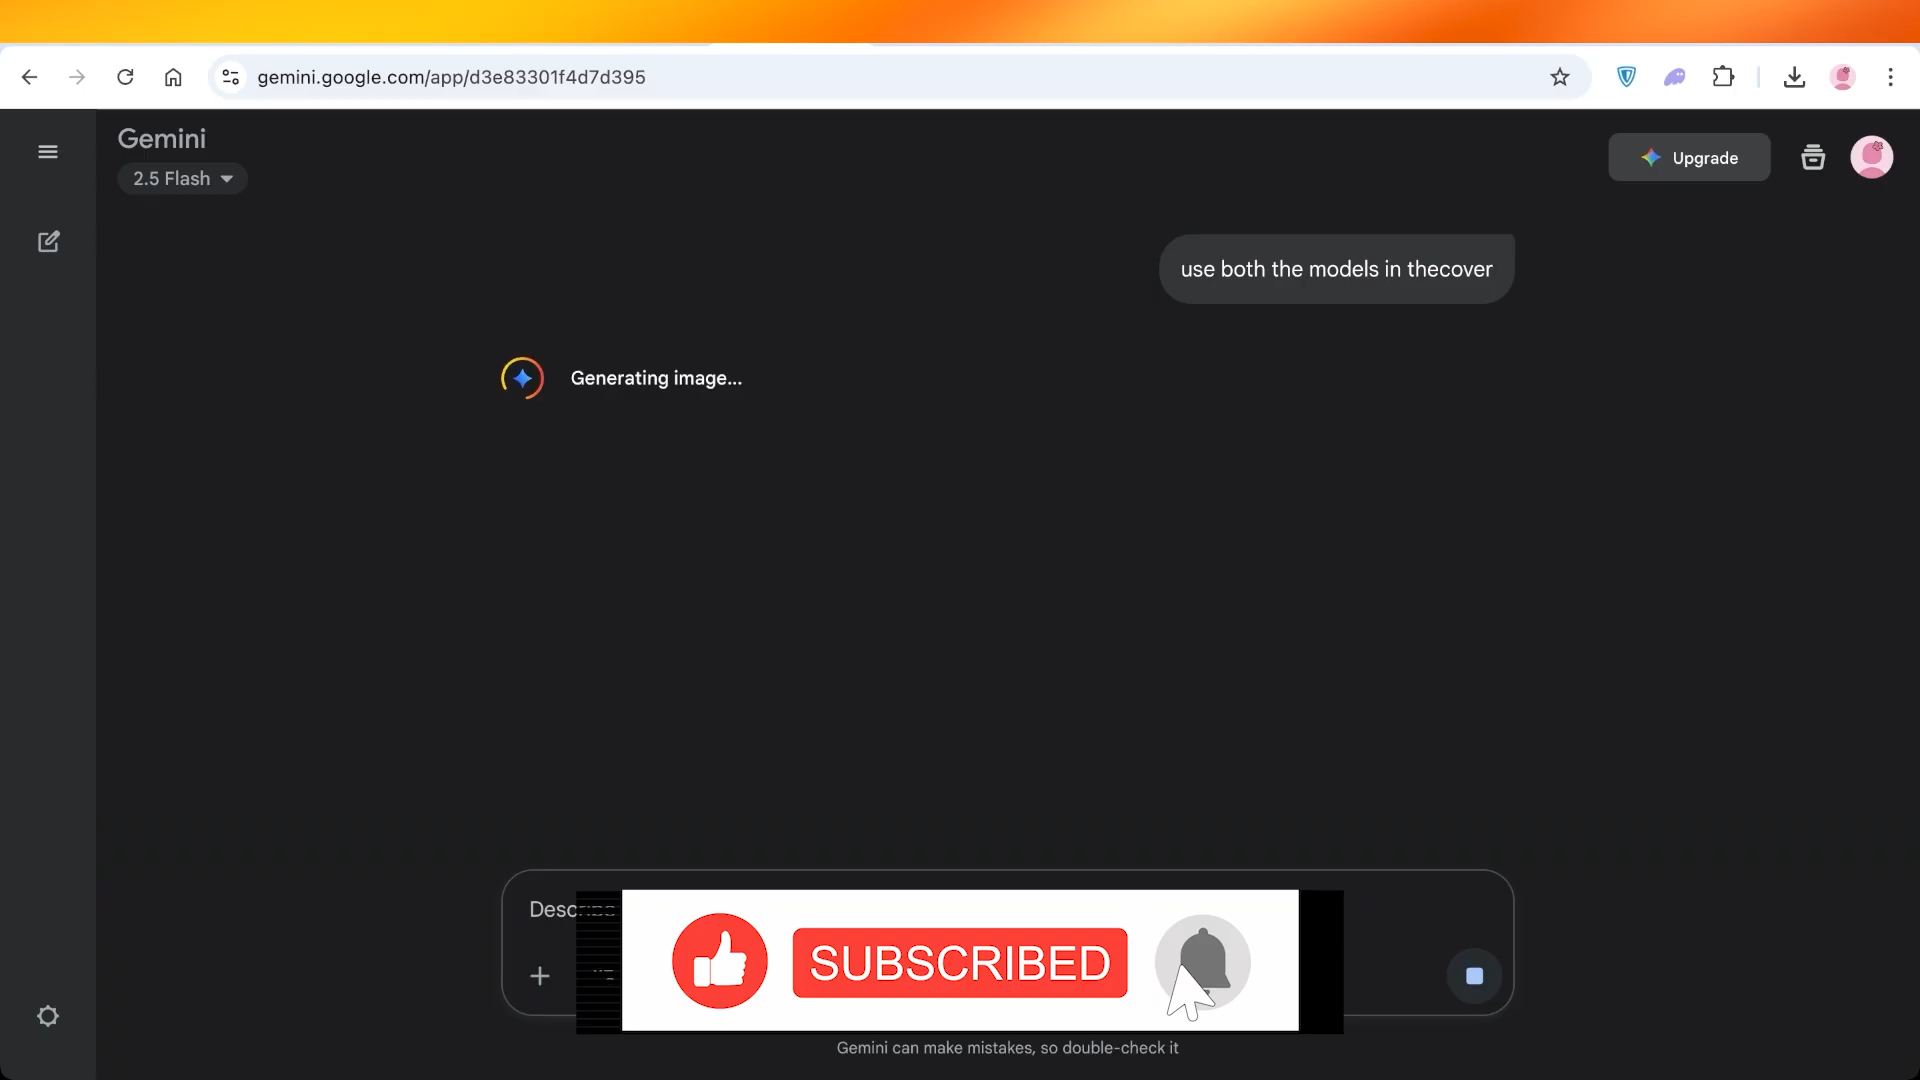 gemini.google.com/app/d3e83301f4d7d395
Gemini
2.5 Flash
Upgrade
use both the models in thecover
Generating image...
SUBSCRIBED
Gemini can make mistakes, so double-check it